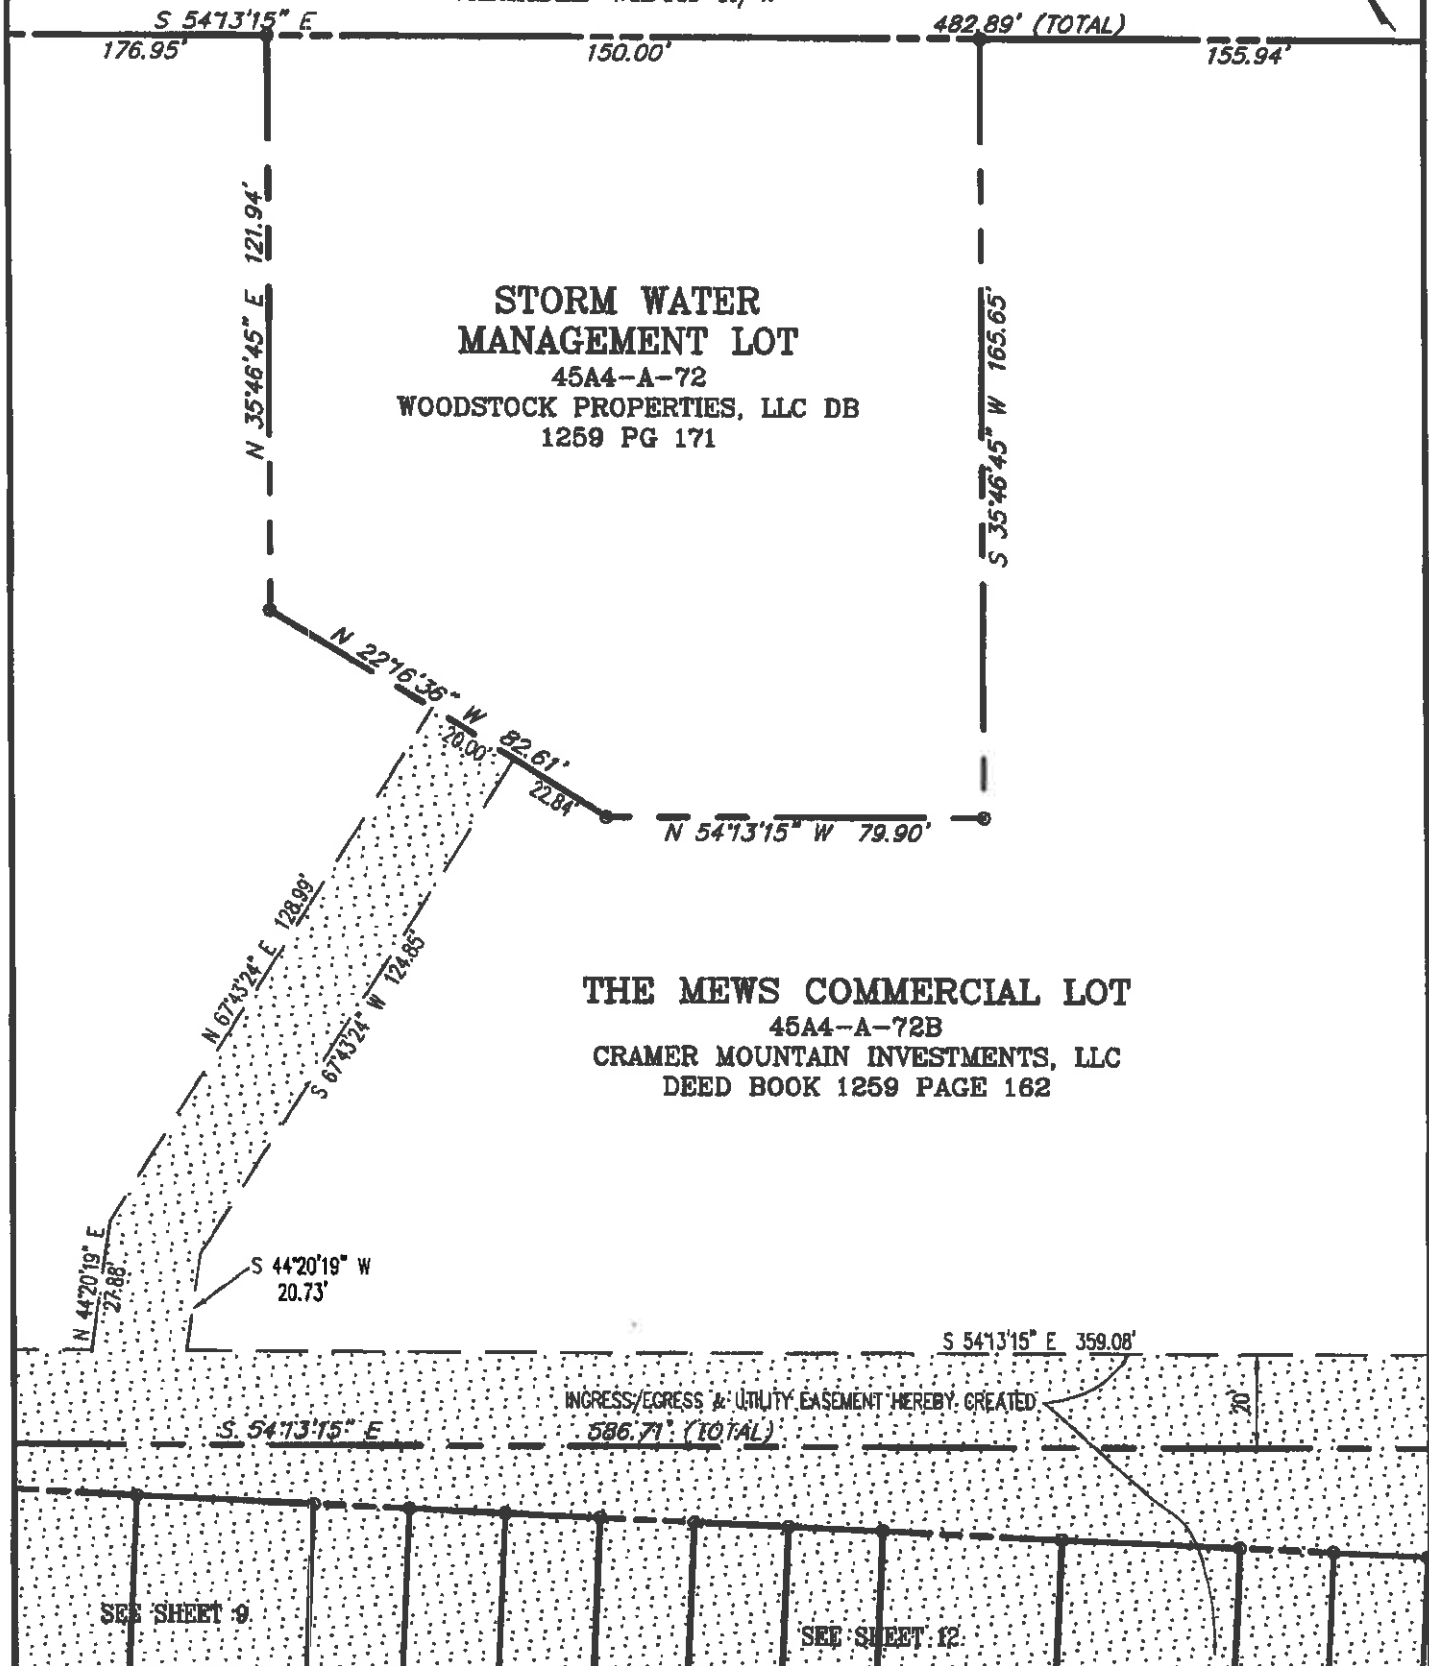 S 54°13'15" E
482.89' (TOTAL)
176.95'
150.00'
155.94'
N 35°46'45" E 121.94'
S 35°46'45" W 165.65'
STORM WATER
MANAGEMENT LOT
45A4-A-72
WOODSTOCK PROPERTIES, LLC DB
1259 PG 171
N 22°16'36" W 82.61'
20.00'
22.84'
N 54°13'15" W 79.90'
N 67°43'24" E 128.99'
S 67°43'24" W 124.85'
THE MEWS COMMERCIAL LOT
45A4-A-72B
CRAMER MOUNTAIN INVESTMENTS, LLC
DEED BOOK 1259 PAGE 162
N 44°20'19" E
27.88'
S 44°20'19" W
20.73'
S 54°13'15" E 359.08'
INGRESS/EGRESS & UTILITY EASEMENT HEREBY CREATED
20'
S 54°13'15" E 586.71' (TOTAL)
SEE SHEET 9
SEE SHEET 12